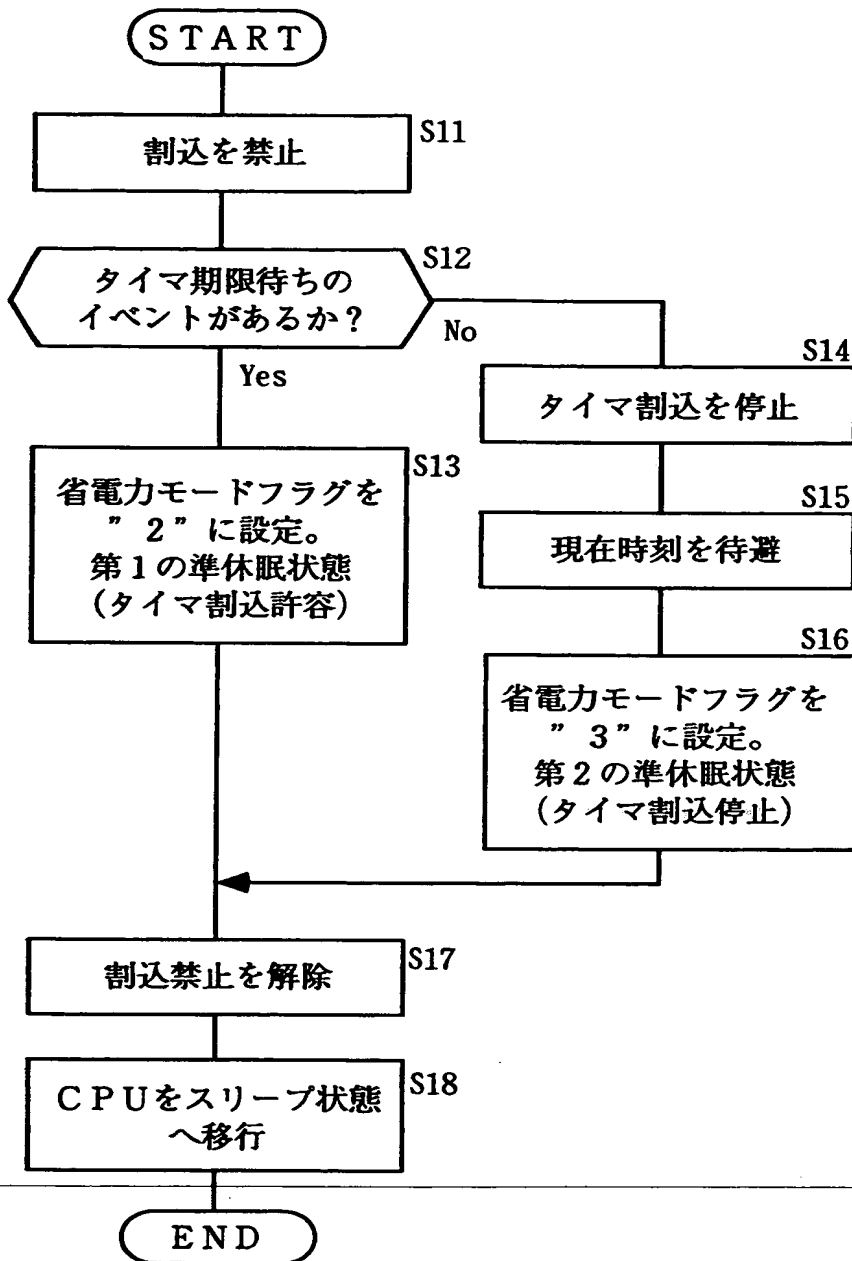 START
S11
割込を禁止
S12
タイマ期限待ちの
イベントがあるか？
No
Yes
S14
タイマ割込を停止
S13
省電力モードフラグを
”２”に設定。
第１の準休眠状態
(タイマ割込許容)
S15
現在時刻を待避
S16
省電力モードフラグを
”３”に設定。
第２の準休眠状態
(タイマ割込停止)
S17
割込禁止を解除
S18
ＣＰＵをスリープ状態
へ移行
END